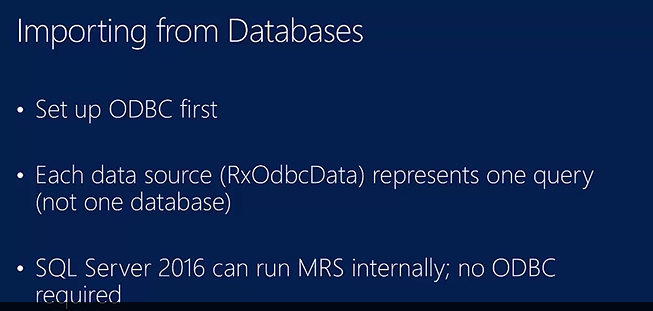 Importing from Databases
• Set up ODBC first
• Each data source (RxOdbcData) represents one query
(not one database)
• SQL Server 2016 can run MRS internally; no ODBC
required